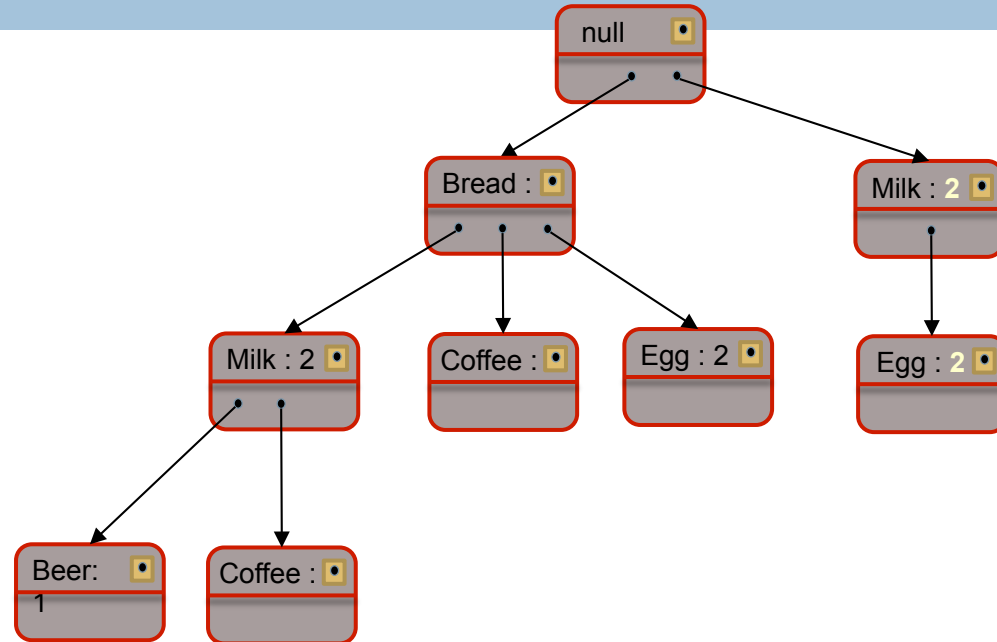 null
Bread :
Milk : 2
Milk : 2
Coffee :
Egg : 2
Egg : 2
Beer:
1
Coffee :